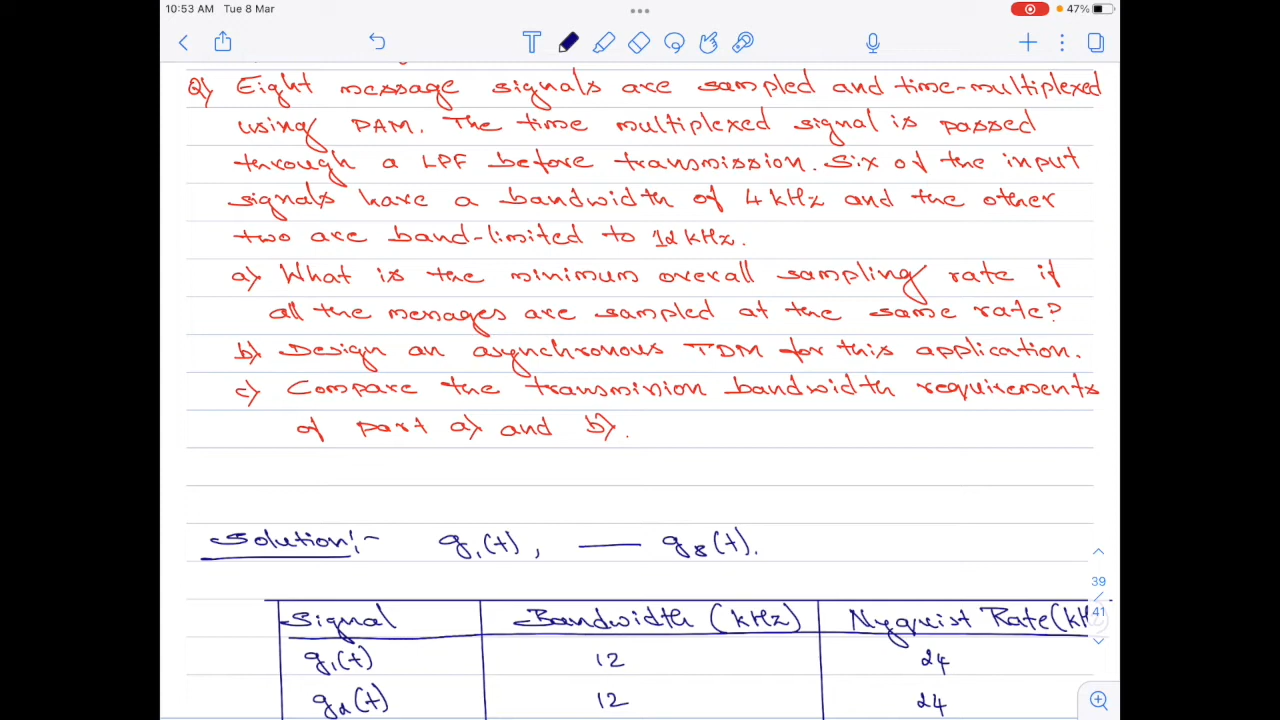 10:53 AM Tue 8 Mar
47%
Q) Eight message signals are sampled and time-multiplexed
using PAM. The time multiplexed signal is passed
through a LPF before transmission. Six of the input
signals have a bandwidth of 4 kHz and the other
two are band-limited to 12 kHz.
a) What is the minimum overall sampling rate if
all the messages are sampled at the same rate?
b) Design an asynchronous TDM for this application.
c) Compare the transmission bandwidth requirements
of part a) and b).
Solution:- g₁(t), — g₈(t).
39
/
41
Signal Bandwidth (kHz) Nyquist Rate(kH
g₁(t) 12 24
g₂(t) 12 24